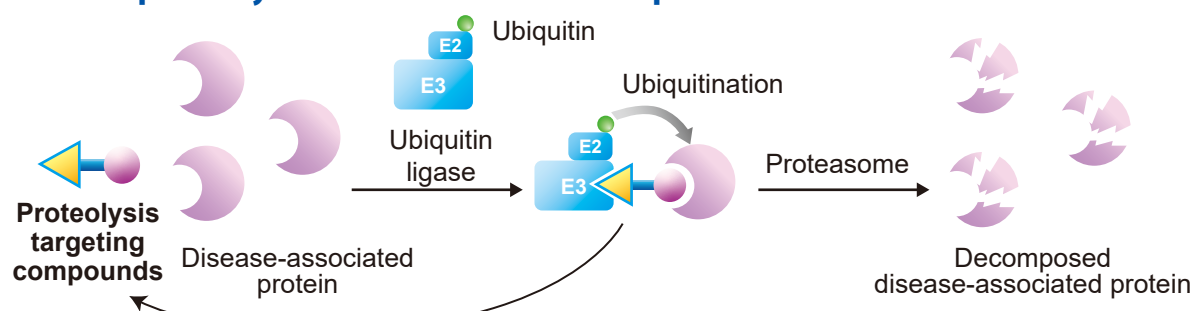 Ubiquitin
E2
E3
Ubiquitination
Ubiquitin
ligase
E2
E3
Proteasome
Proteolysis
targeting
compounds
Disease-associated
protein
Decomposed
disease-associated protein